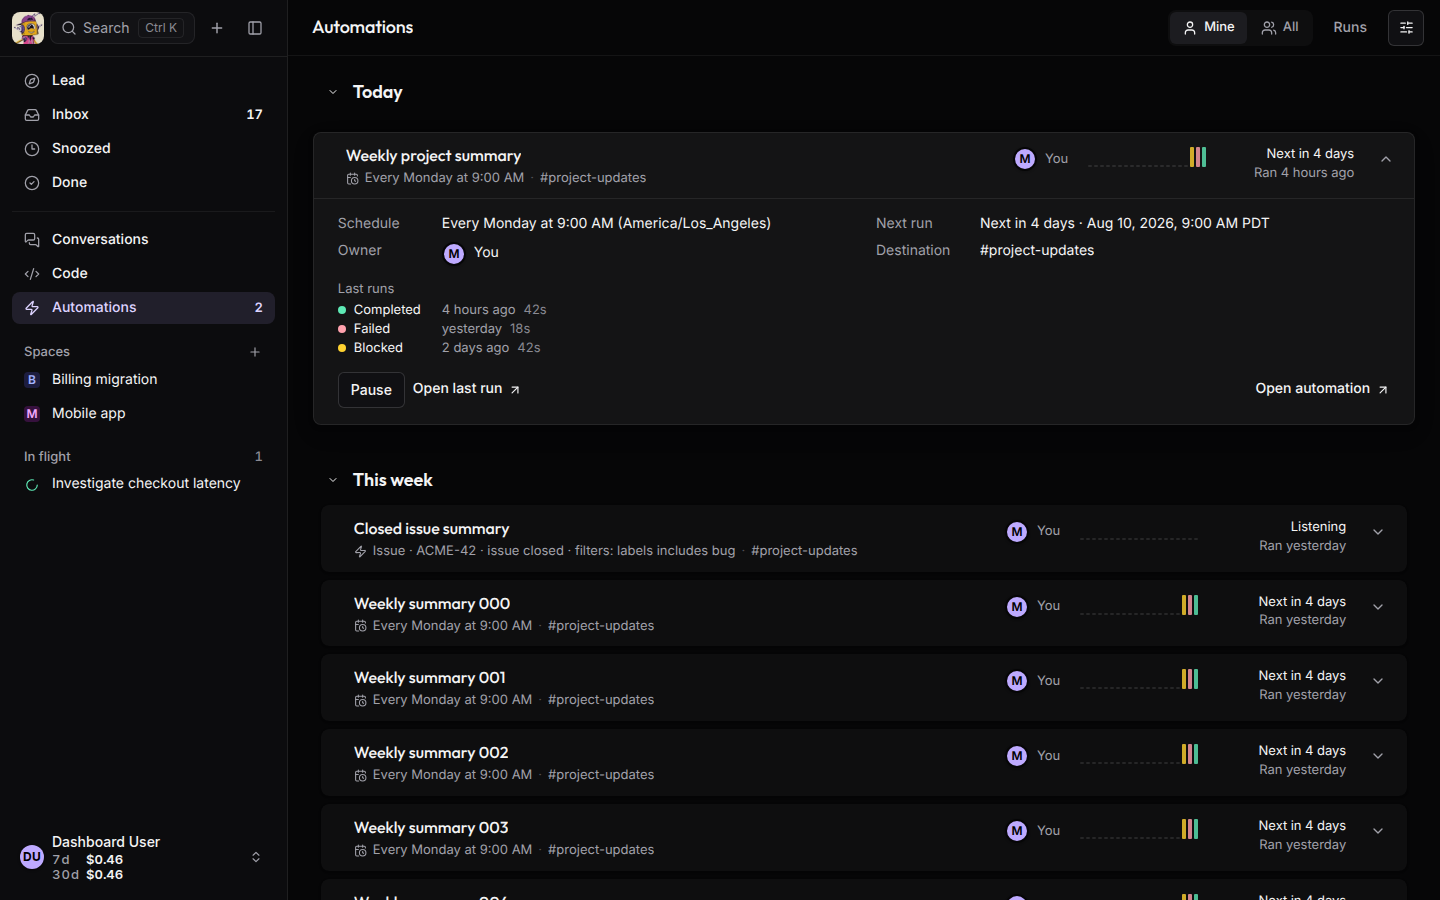 Search Ctrl K
Lead
Inbox 17
Snoozed
Done
Conversations
Code
Automations 2
Spaces
B Billing migration
M Mobile app
In flight 1
Investigate checkout latency
DU Dashboard User
7d $0.46
30d $0.46
Automations
Mine All Runs
Today
Weekly project summary
Every Monday at 9:00 AM · #project-updates
M You
Next in 4 days
Ran 4 hours ago
Schedule Every Monday at 9:00 AM (America/Los_Angeles)
Next run Next in 4 days · Aug 10, 2026, 9:00 AM PDT
Owner M You
Destination #project-updates
Last runs
Completed 4 hours ago 42s
Failed yesterday 18s
Blocked 2 days ago 42s
Pause Open last run
Open automation
This week
Closed issue summary
Issue · ACME-42 · issue closed · filters: labels includes bug · #project-updates
M You
Listening
Ran yesterday
Weekly summary 000
Every Monday at 9:00 AM · #project-updates
M You
Next in 4 days
Ran yesterday
Weekly summary 001
Every Monday at 9:00 AM · #project-updates
M You
Next in 4 days
Ran yesterday
Weekly summary 002
Every Monday at 9:00 AM · #project-updates
M You
Next in 4 days
Ran yesterday
Weekly summary 003
Every Monday at 9:00 AM · #project-updates
M You
Next in 4 days
Ran yesterday